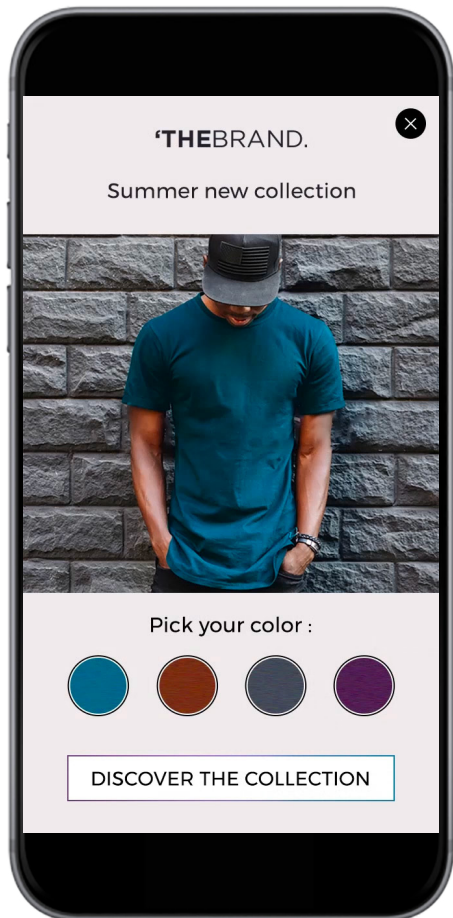 ‘THEBRAND.
Summer new collection
Pick your color :
DISCOVER THE COLLECTION